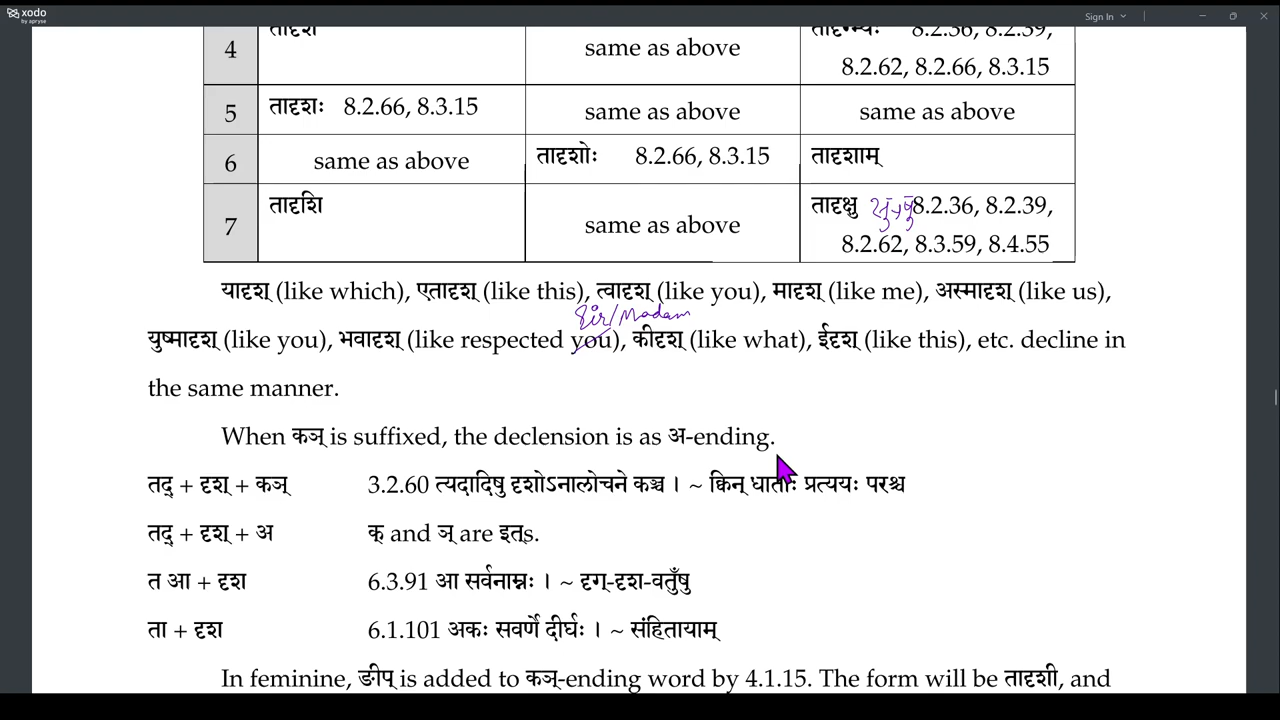 xodo
by apryse
Sign In
4 तादृशे same as above तादृग्भ्यः 8.2.36, 8.2.39,
8.2.62, 8.2.66, 8.3.15
5 तादृशः 8.2.66, 8.3.15 same as above same as above
6 same as above तादृशोः 8.2.66, 8.3.15 तादृशाम्
7 तादृशि same as above तादृक्षु 8.2.36, 8.2.39,
8.2.62, 8.3.59, 8.4.55
यादृश् (like which), एतादृश् (like this), त्वादृश् (like you), मादृश् (like me), अस्मादृश् (like us),
Sir/Madam
युष्मादृश् (like you), भवादृश् (like respected you), कीदृश् (like what), ईदृश् (like this), etc. decline in
the same manner.
When कञ् is suffixed, the declension is as अ-ending.
तद् + दृश् + कञ् 3.2.60 त्यदादिषु दृशोऽनालोचने कञ्च । ~ क्विन् धातोः प्रत्ययः परश्च
तद् + दृश् + अ क् and ञ् are इत्s.
त आ + दृश 6.3.91 आ सर्वनाम्नः । ~ दृग्-दृश-वतुँषु
ता + दृश 6.1.101 अकः सवर्णे दीर्घः । ~ संहितायाम्
In feminine, ङीप् is added to कञ्-ending word by 4.1.15. The form will be तादृशी, and